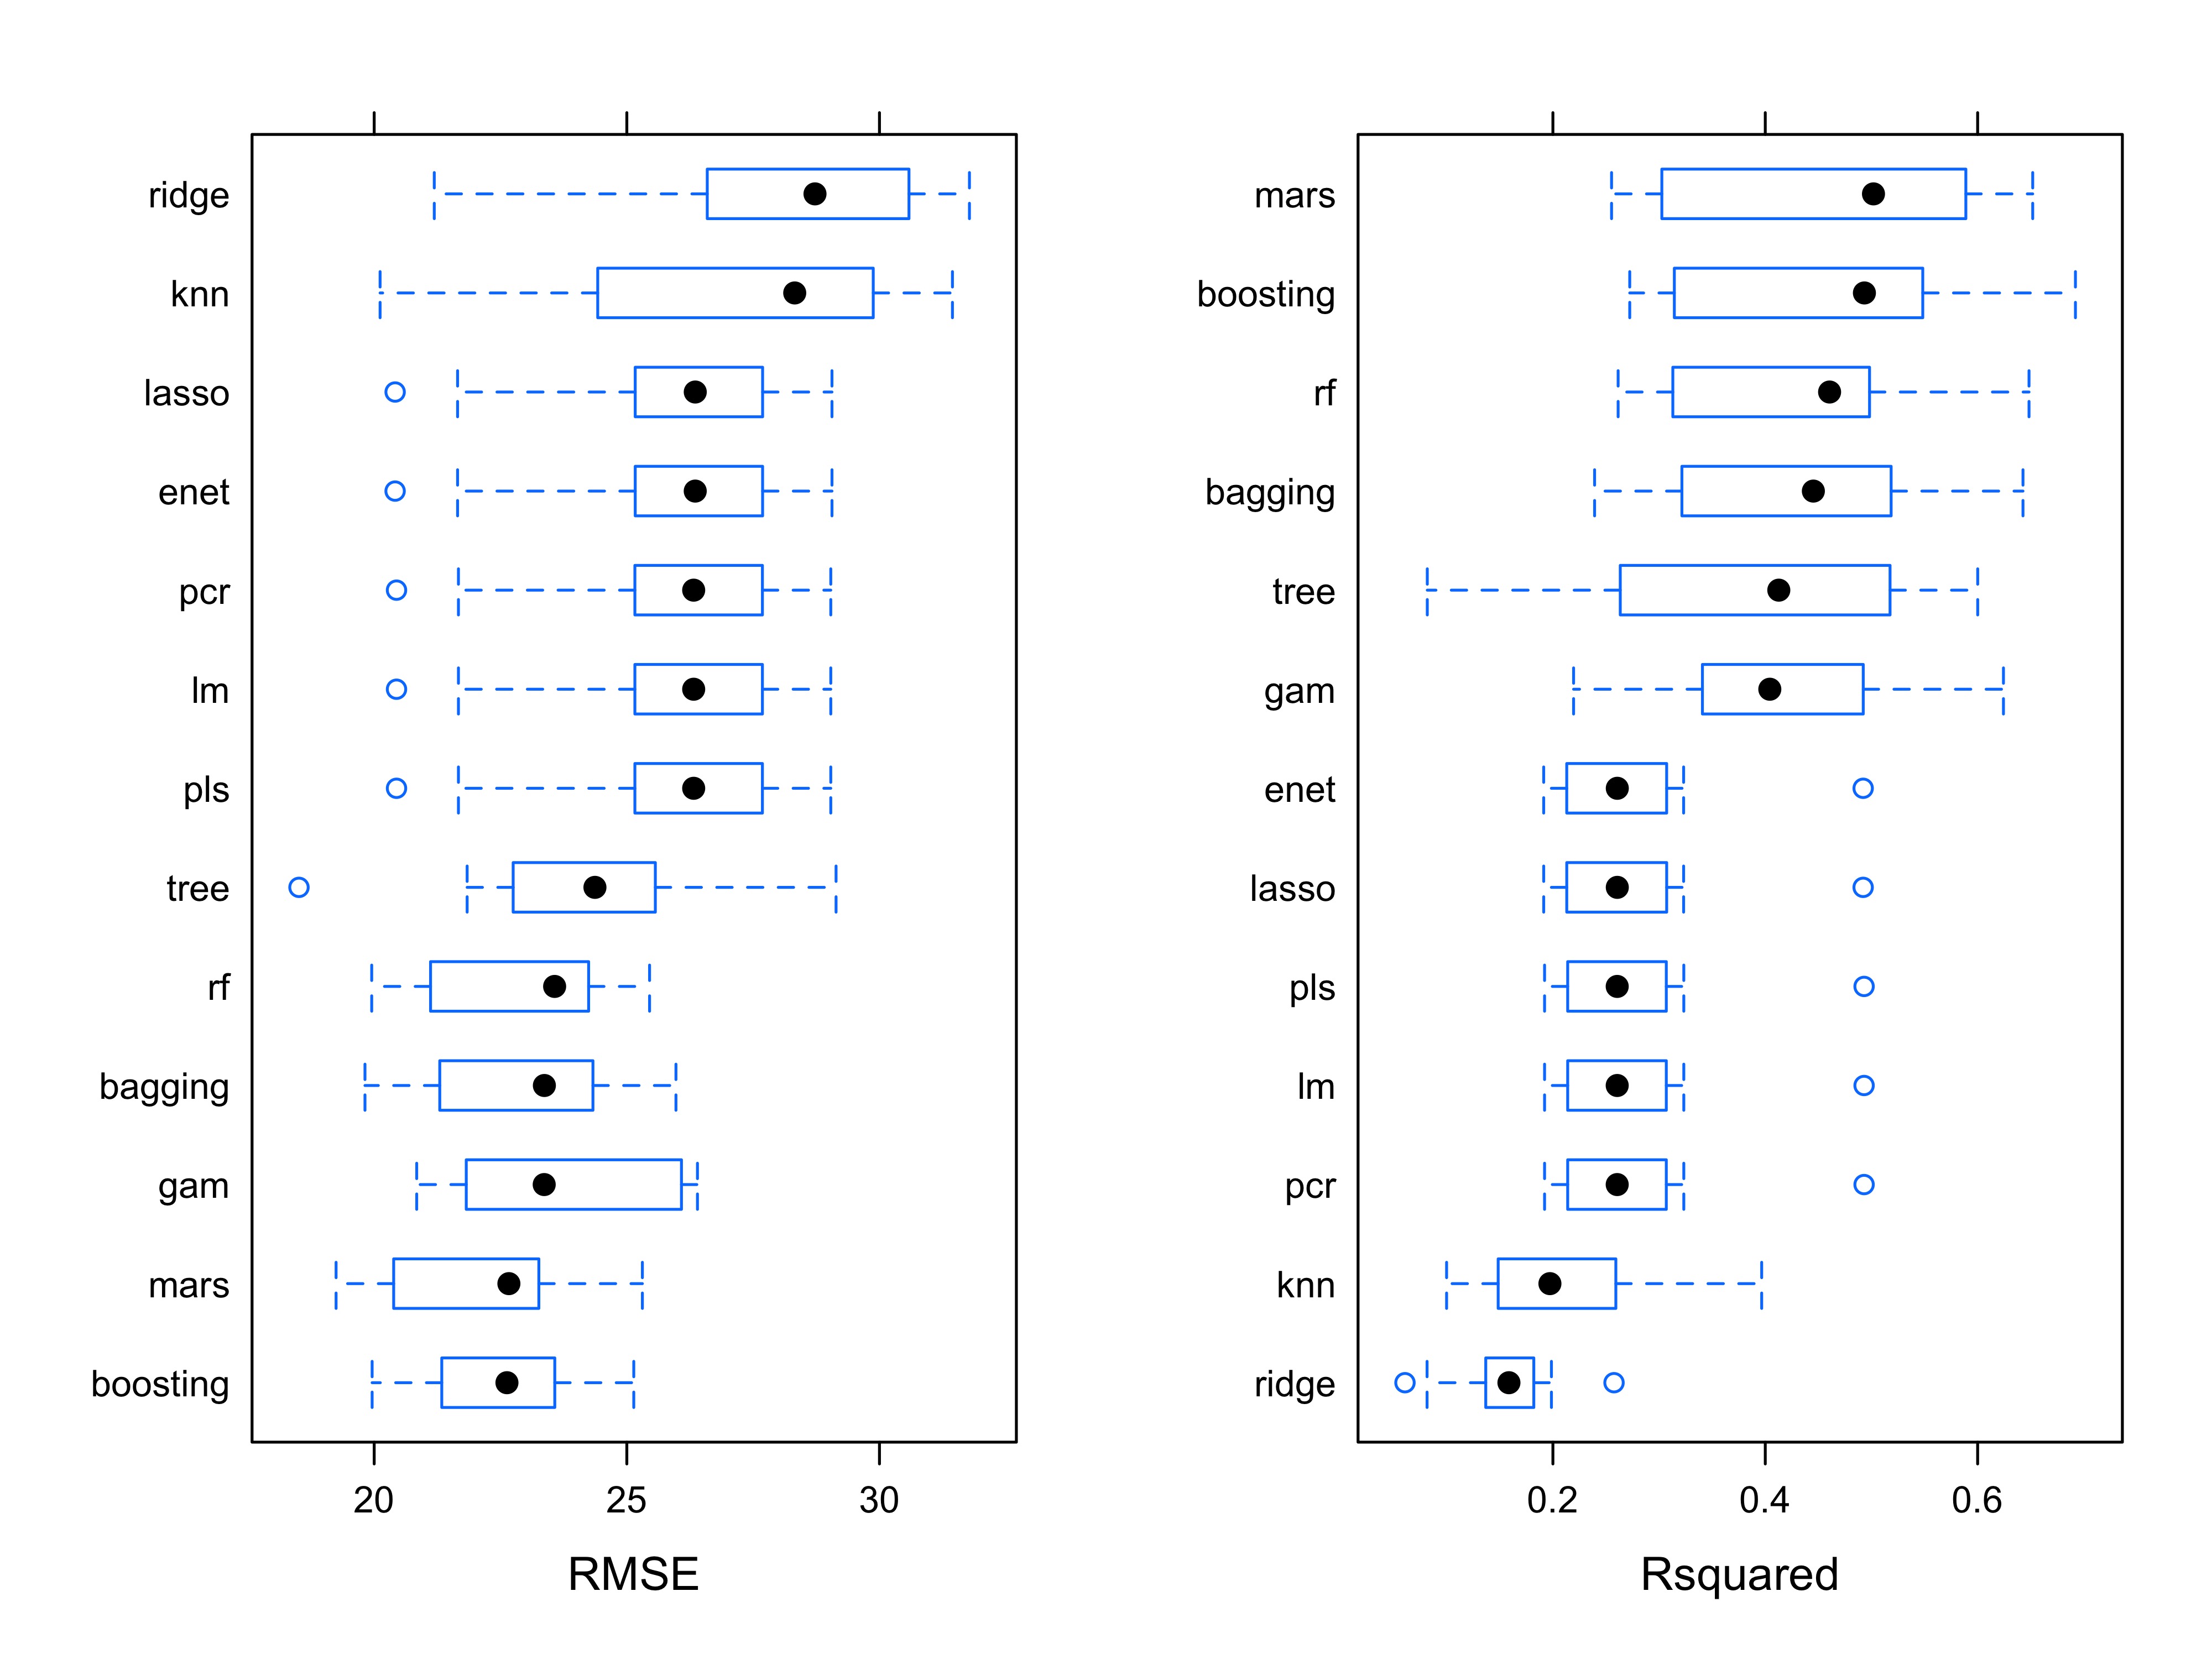 ridge
knn
lasso
enet
pcr
lm
pls
tree
rf
bagging
gam
mars
boosting
20 25 30
RMSE
mars
boosting
rf
bagging
tree
gam
enet
lasso
pls
lm
pcr
knn
ridge
0.2 0.4 0.6
Rsquared